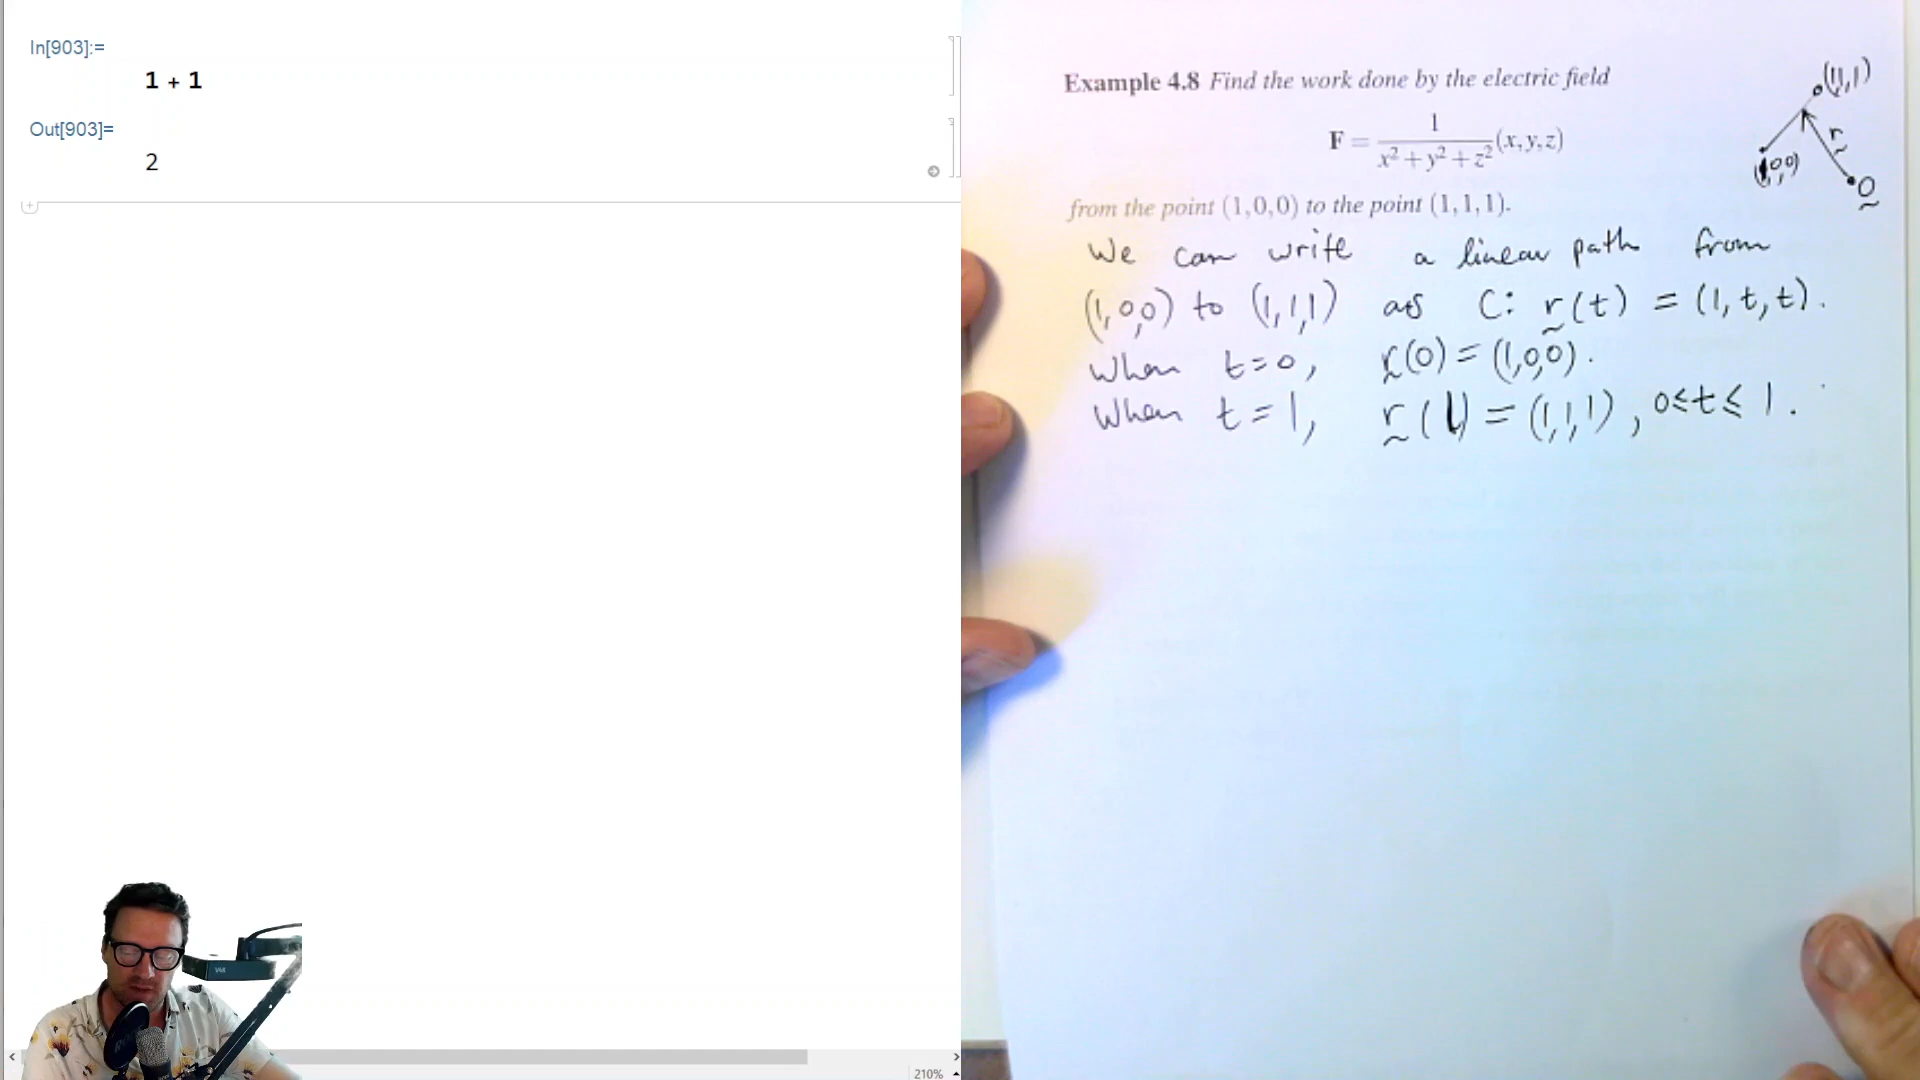 In[903]:=
1 + 1
Out[903]=
2
210%
Example 4.8 Find the work done by the electric field
F = 1/(x² + y² + z²) (x, y, z)
from the point (1,0,0) to the point (1,1,1).
(1,1,1)
r
(1,0,0)
0
We can write a linear path from
(1,0,0) to (1,1,1) as C: r(t) = (1, t, t).
When t=0, r(0) = (1,0,0).
When t=1, r(1) = (1,1,1), 0≤t≤1.